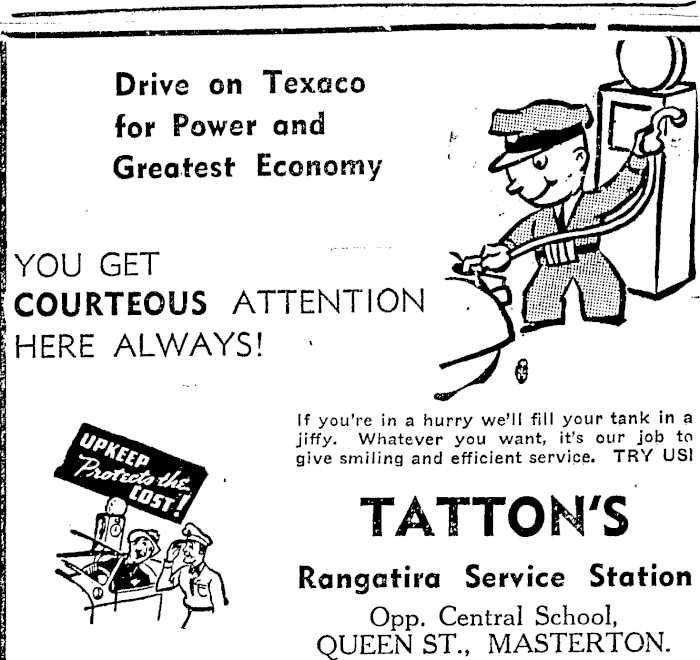 Drive on Texaco
for Power and
Greatest Economy
YOU GET
COURTEOUS ATTENTION
HERE ALWAYS!
If you're in a hurry we'll fill your tank in a
jiffy. Whatever you want, it's our job to
give smiling and efficient service. TRY US!
UPKEEP
Protects the
COST!
TATTON'S
Rangatira Service Station
Opp. Central School,
QUEEN ST., MASTERTON.